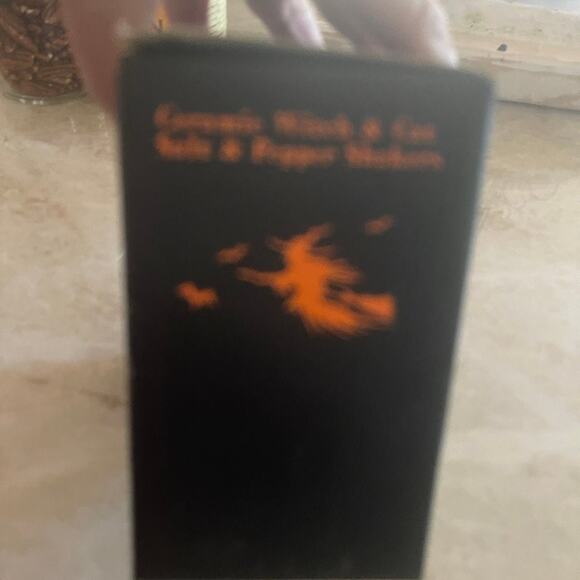 Ceramic Witch & Cat
Salt & Pepper Shakers